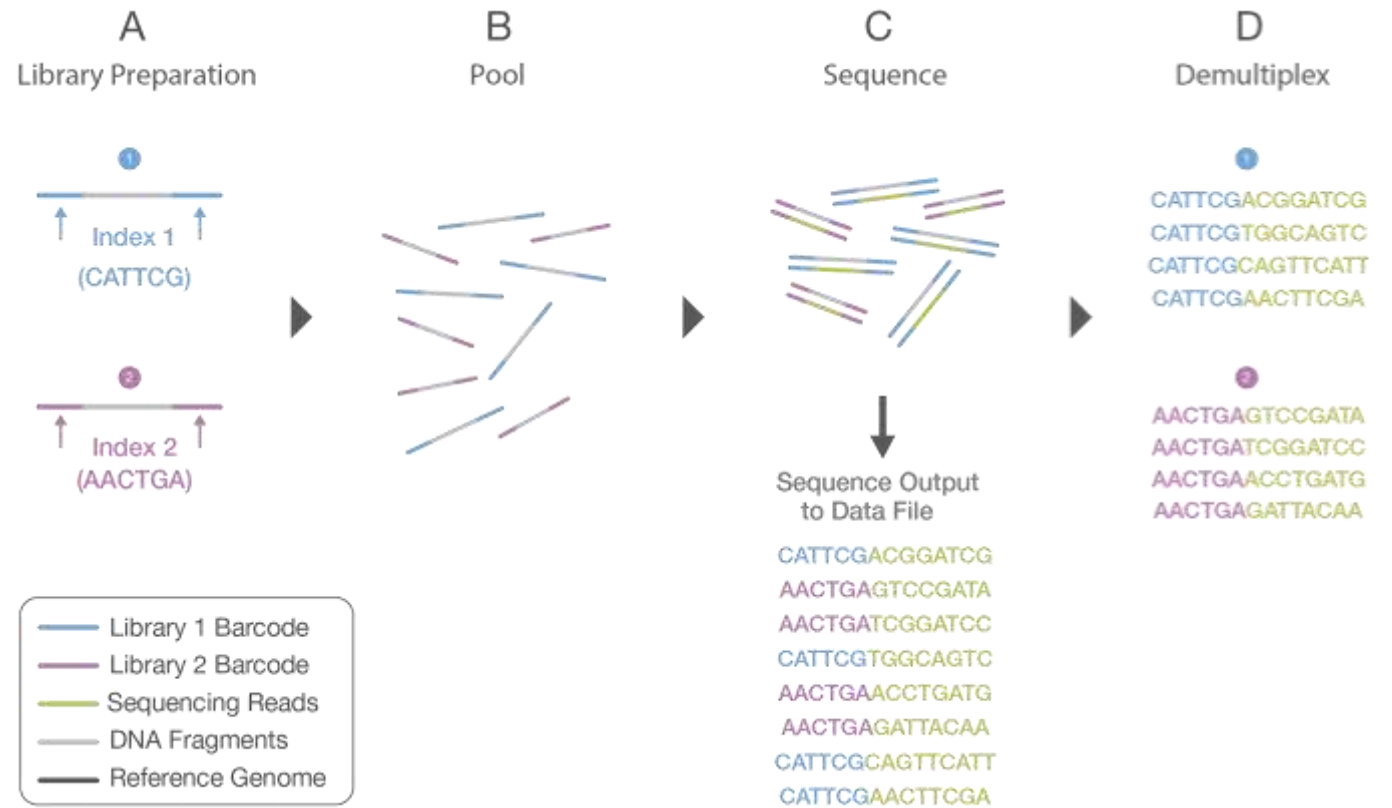 A
Library Preparation
1
Index 1
(CATTCG)
2
Index 2
(AACTGA)
Library 1 Barcode
Library 2 Barcode
Sequencing Reads
DNA Fragments
Reference Genome
B
Pool
C
Sequence
Sequence Output
to Data File
CATTCGACGGATCG
AACTGAGTCCGATA
AACTGATCGGATCC
CATTCGTGGCAGTC
AACTGAACCTGATG
AACTGAGATTACAA
CATTCGCAGTTCATT
CATTCGAACTTCGA
D
Demultiplex
1
CATTCGACGGATCG
CATTCGTGGCAGTC
CATTCGCAGTTCATT
CATTCGAACTTCGA
2
AACTGAGTCCGATA
AACTGATCGGATCC
AACTGAACCTGATG
AACTGAGATTACAA